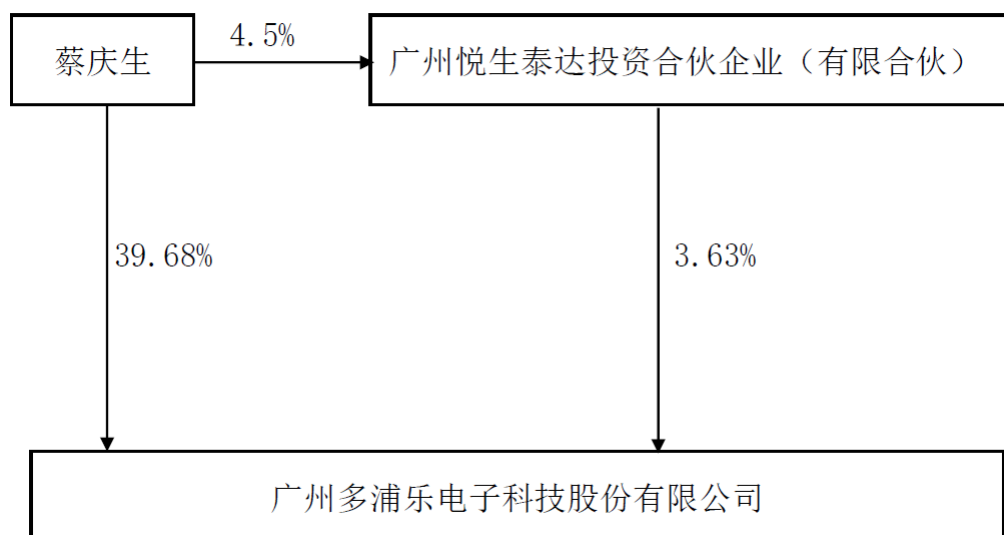 蔡庆生
4.5%
广州悦生泰达投资合伙企业（有限合伙）
39.68%
3.63%
广州多浦乐电子科技股份有限公司